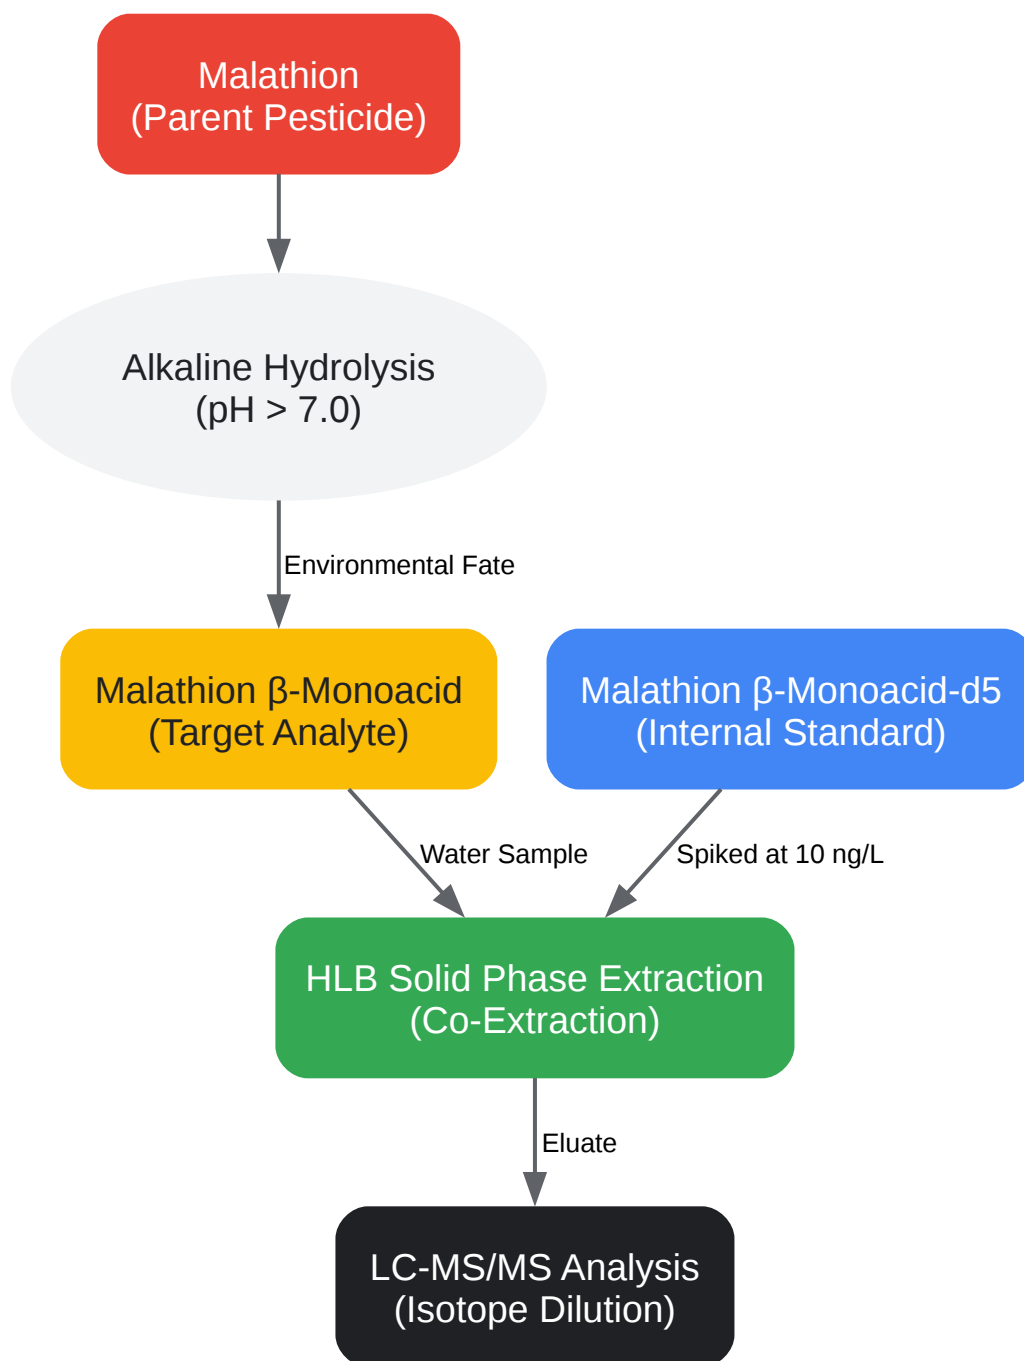 Malathion
(Parent Pesticide)
Alkaline Hydrolysis
(pH > 7.0)
Environmental Fate
Malathion β-Monoacid
(Target Analyte)
Malathion β-Monoacid-d5
(Internal Standard)
Water Sample
Spiked at 10 ng/L
HLB Solid Phase Extraction
(Co-Extraction)
Eluate
LC-MS/MS Analysis
(Isotope Dilution)